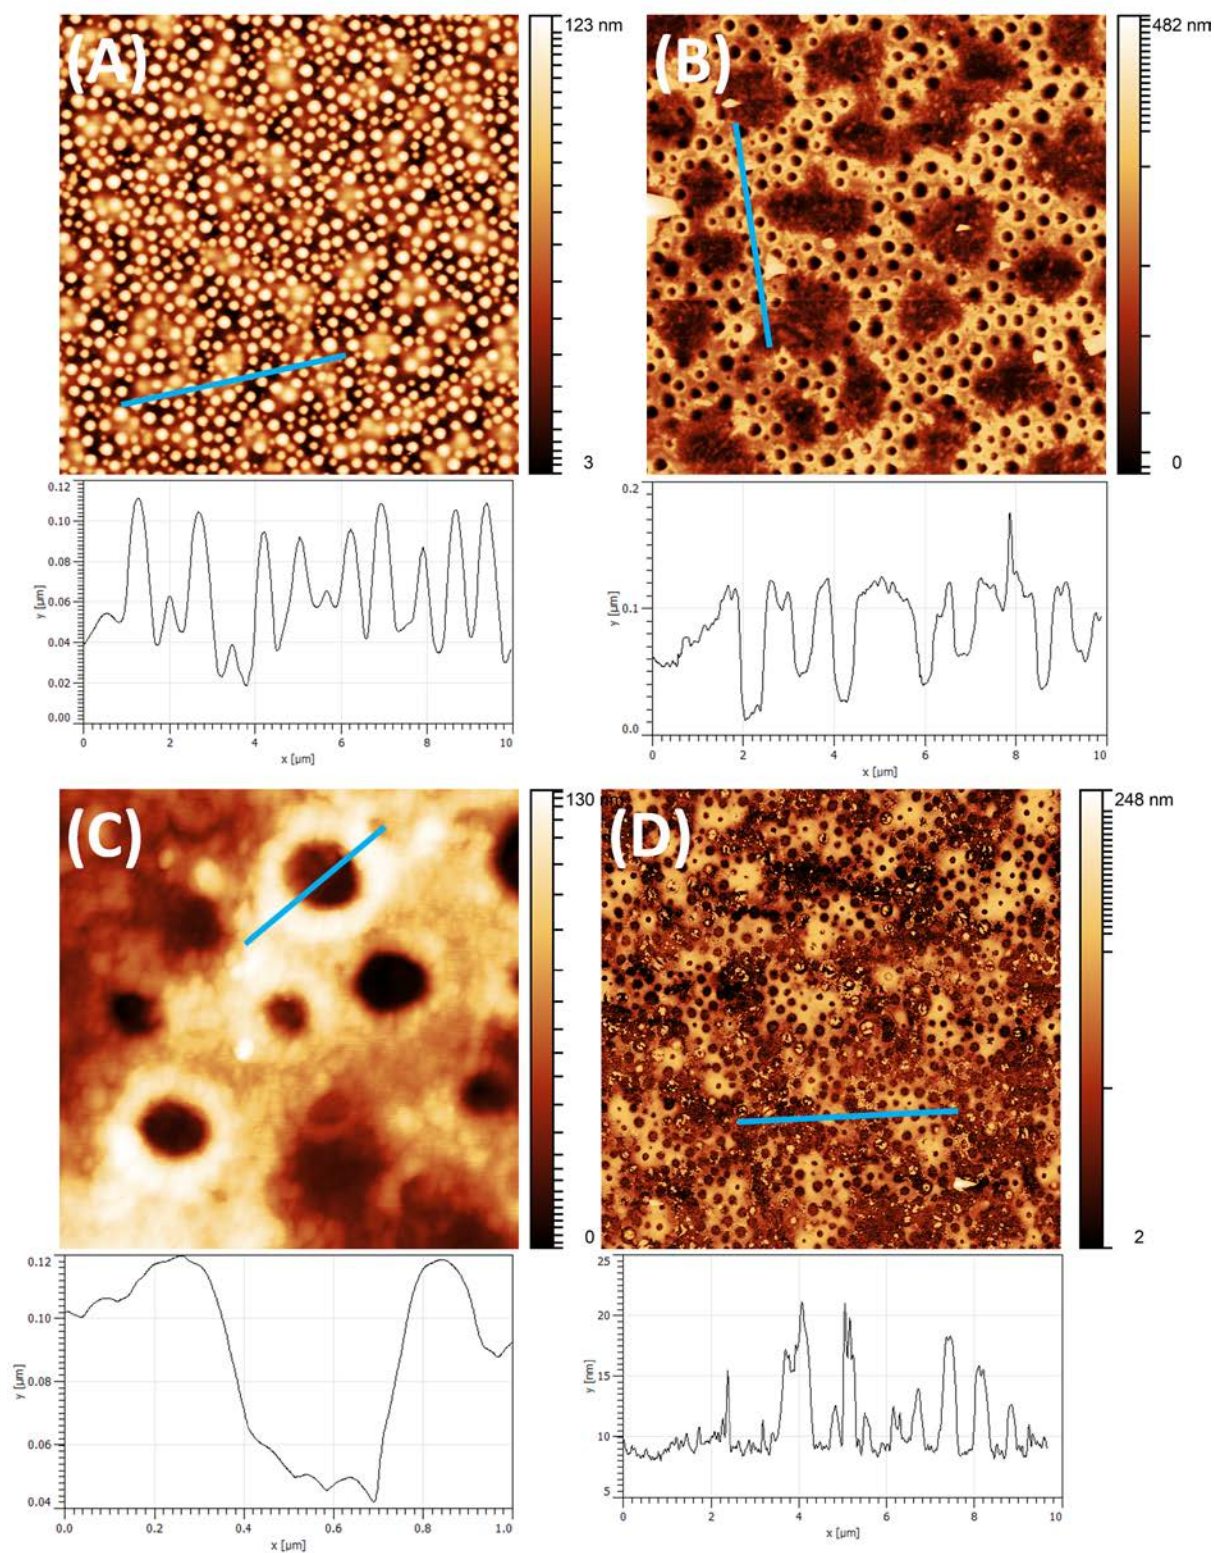 (A)
123 nm
3
(B)
482 nm
0
0.12
0.10
0.08
0.06
0.04
0.02
0.00
y [µm]
0 2 4 6 8 10
x [µm]
0.2
0.1
0.0
y [µm]
0 2 4 6 8 10
x [µm]
(C)
130 nm
0
(D)
248 nm
2
0.12
0.10
0.08
0.06
0.04
y [µm]
0.0 0.2 0.4 0.6 0.8 1.0
x [µm]
25
20
15
10
5
y [nm]
0 2 4 6 8 10
x [µm]